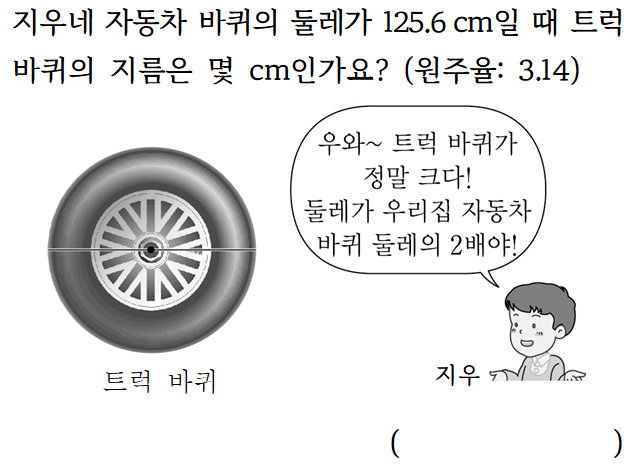 지우네 자동차 바퀴의 둘레가 125.6 cm일 때 트럭
바퀴의 지름은 몇 cm인가요? (원주율: 3.14)
우와~ 트럭 바퀴가
정말 크다!
둘레가 우리집 자동차
바퀴 둘레의 2배야!
트럭 바퀴
지우
( )